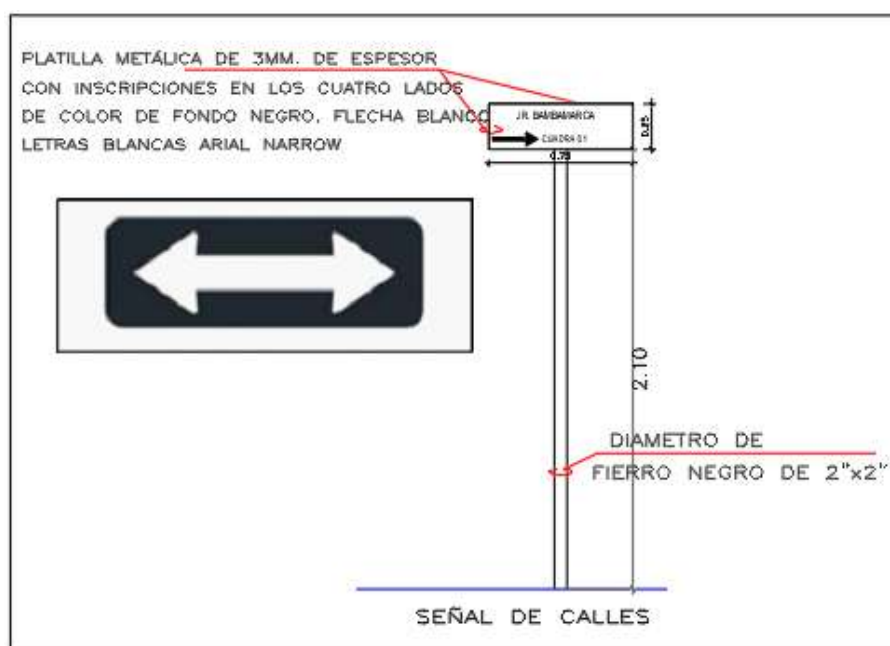 PLATILLA METÁLICA DE 3MM. DE ESPESOR
CON INSCRIPCIONES EN LOS CUATRO LADOS
DE COLOR DE FONDO NEGRO, FLECHA BLANCO
LETRAS BLANCAS ARIAL NARROW
JR. BAMBAMARCA
CUADRA 01
0.25
0.75
2.10
DIAMETRO DE
FIERRO NEGRO DE 2"x2"
SEÑAL DE CALLES